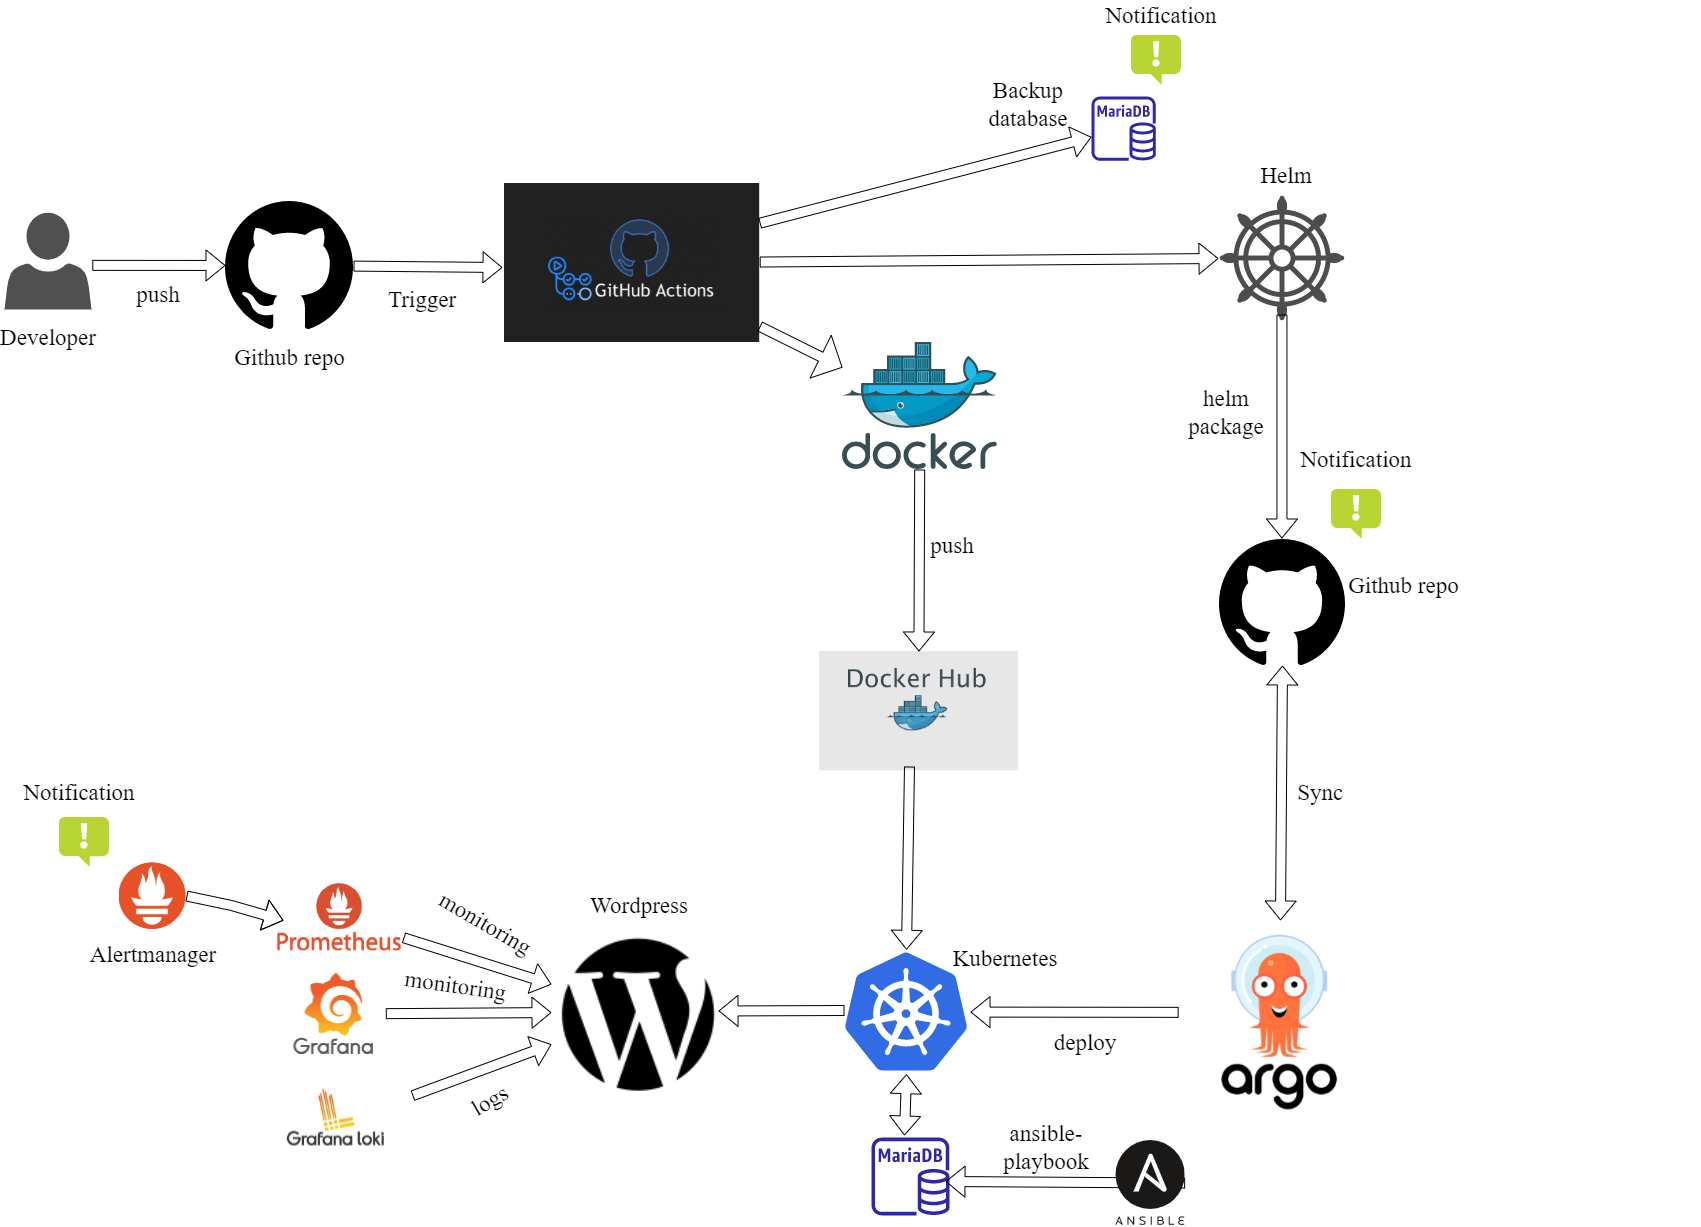 Notification
Backup
database
MariaDB
Helm
GitHub Actions
push
Trigger
Developer
Github repo
docker
helm
package
Notification
push
Github repo
Docker Hub
Sync
Notification
Alertmanager
Prometheus
monitoring
monitoring
Grafana
logs
Grafana loki
Wordpress
Kubernetes
deploy
argo
MariaDB
ansible-
playbook
ANSIBLE